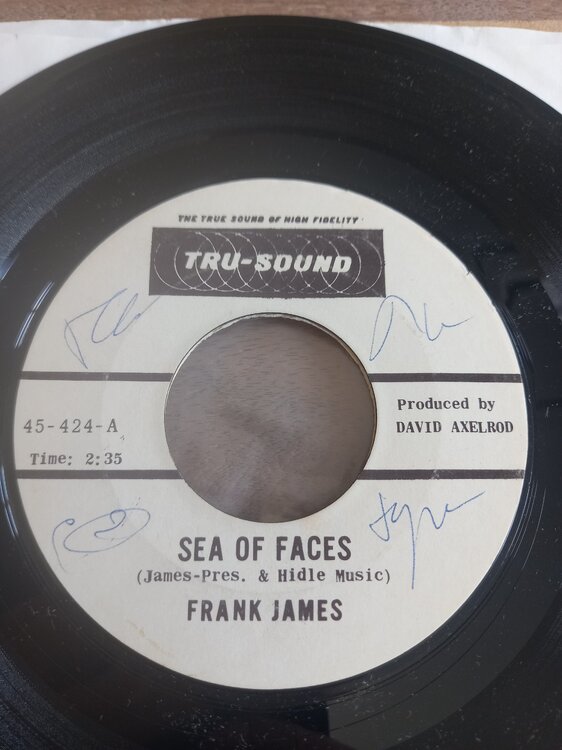 THE TRUE SOUND OF HIGH FIDELITY
TRU-SOUND
45-424-A
Time: 2:35
Produced by
DAVID AXELROD
SEA OF FACES
(James-Pres. & Hidle Music)
FRANK JAMES